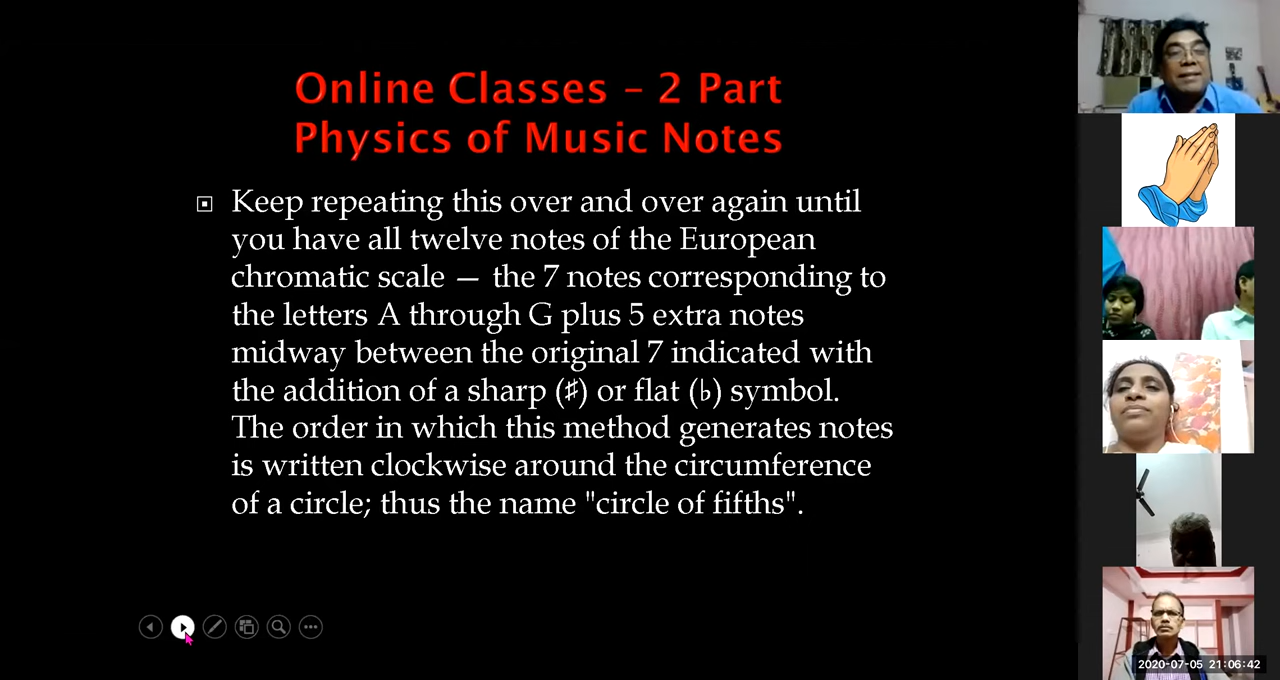 Online Classes – 2 Part
Physics of Music Notes
Keep repeating this over and over again until
you have all twelve notes of the European
chromatic scale — the 7 notes corresponding to
the letters A through G plus 5 extra notes
midway between the original 7 indicated with
the addition of a sharp (♯) or flat (♭) symbol.
The order in which this method generates notes
is written clockwise around the circumference
of a circle; thus the name "circle of fifths".
2020-07-05 21:06:42